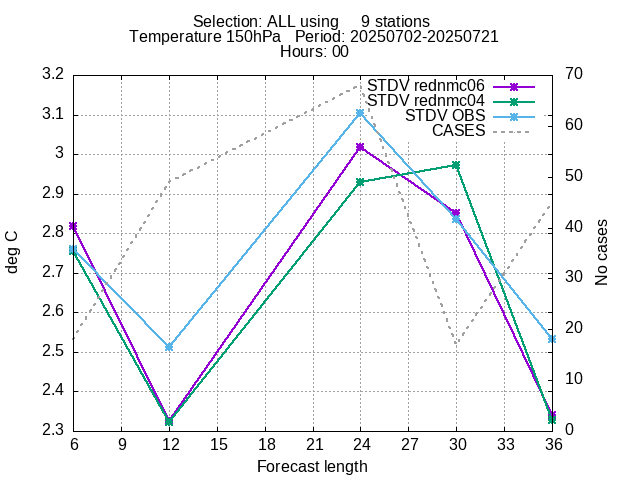 Selection: ALL using 9 stations
Temperature 150hPa Period: 20250702-20250721
Hours: 00
STDV rednmc06
STDV rednmc04
STDV OBS
CASES
3.2
3.1
3
2.9
2.8
2.7
2.6
2.5
2.4
2.3
70
60
50
40
30
20
10
0
deg C
No cases
6 9 12 15 18 21 24 27 30 33 36
Forecast length